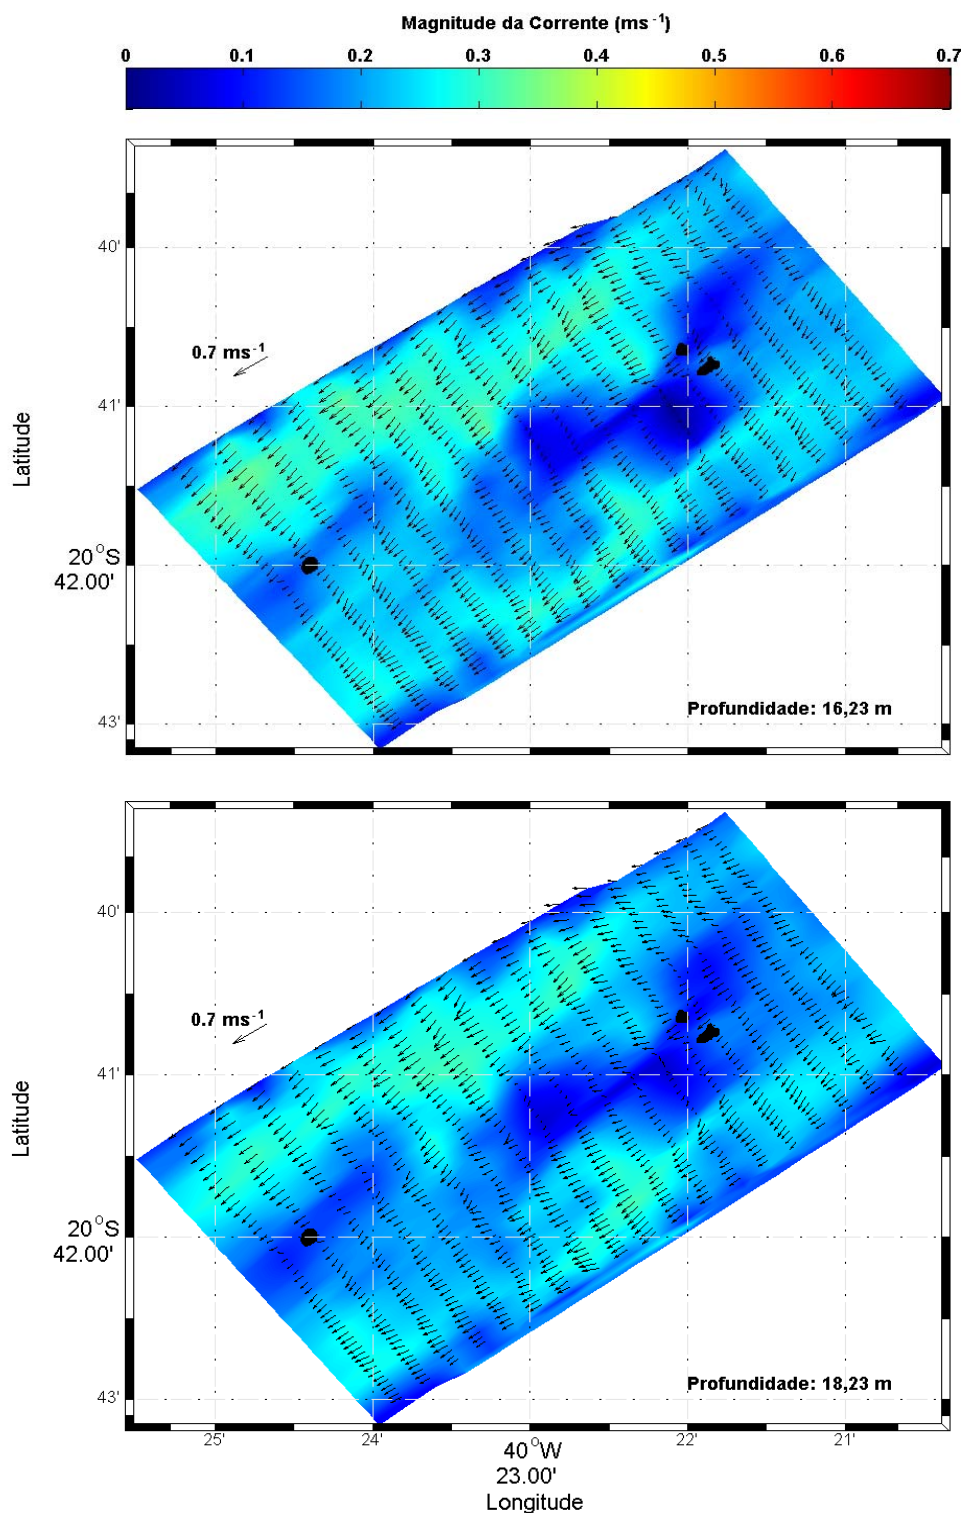 Magnitude da Corrente (ms⁻¹)
0 0.1 0.2 0.3 0.4 0.5 0.6 0.7
40'
0.7 ms⁻¹
41'
Latitude
20°S
42.00'
43'
Profundidade: 16,23 m
40'
0.7 ms⁻¹
41'
Latitude
20°S
42.00'
43'
Profundidade: 18,23 m
25' 24' 40°W 22' 21'
23.00'
Longitude